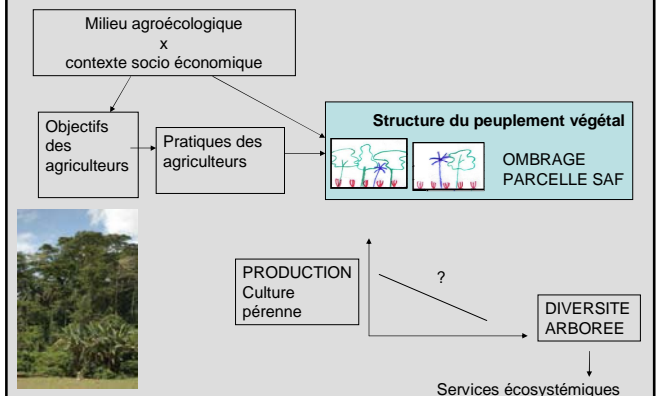 Milieu agroécologique
x
contexte socio économique
Objectifs
des
agriculteurs
Pratiques des
agriculteurs
Structure du peuplement végétal
OMBRAGE
PARCELLE SAF
PRODUCTION
Culture
pérenne
?
DIVERSITE
ARBOREE
Services écosystémiques